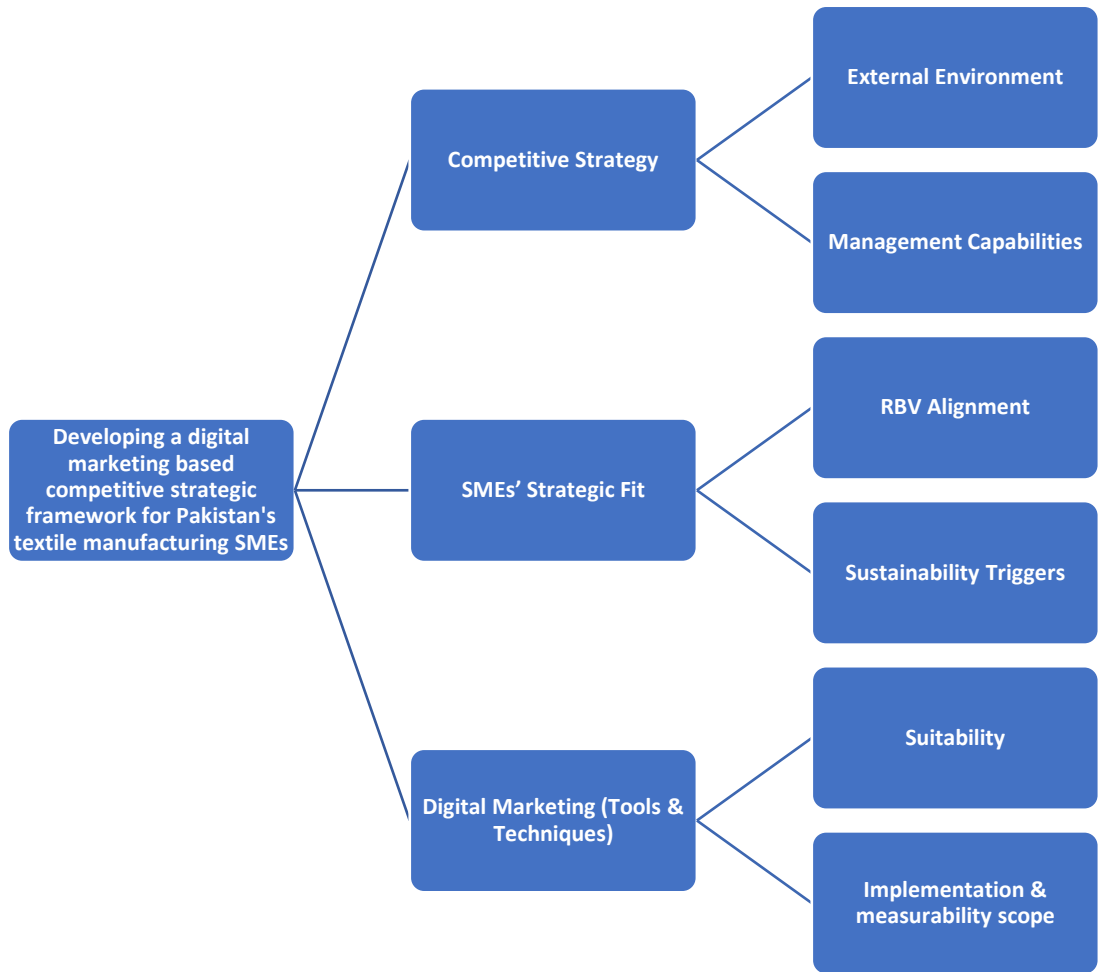 External Environment
Competitive Strategy
Management Capabilities
Developing a digital
marketing based
competitive strategic
framework for Pakistan's
textile manufacturing SMEs
RBV Alignment
SMEs’ Strategic Fit
Sustainability Triggers
Suitability
Digital Marketing (Tools &
Techniques)
Implementation &
measurability scope